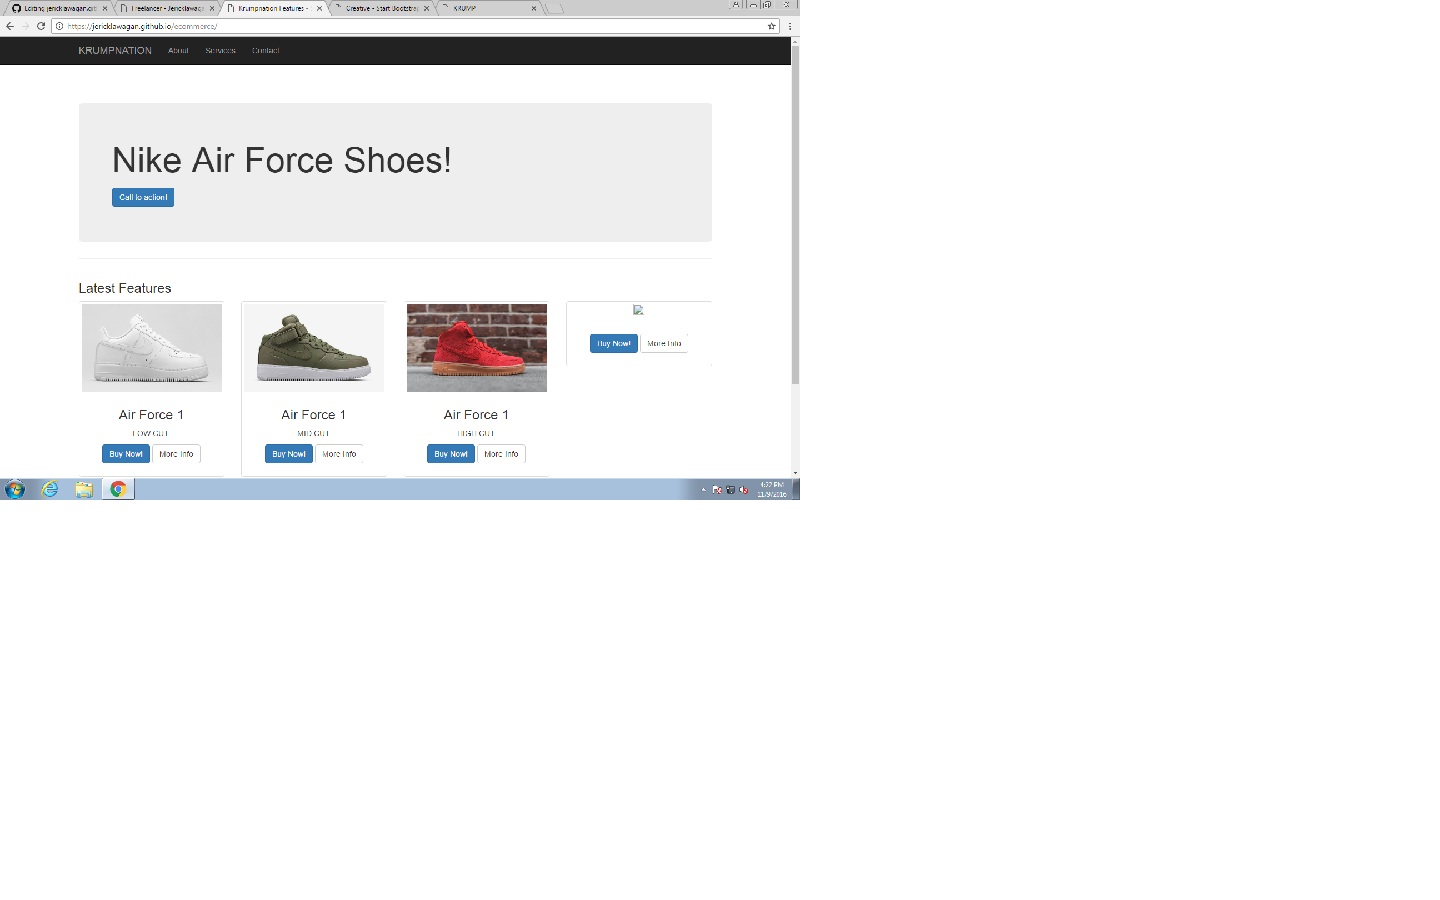 Editing jericklawagan.git
Freelancer - Jericklawaga
Krumpnation Features -
Creative - Start Bootstrap
KRUMP
https://jericklawagan.github.io/ecommerce/
KRUMPNATION About Services Contact
Nike Air Force Shoes!
Call to action!
Latest Features
Air Force 1
LOW CUT
Buy Now! More Info
Air Force 1
MID CUT
Buy Now! More Info
Air Force 1
HIGH CUT
Buy Now! More Info
Buy Now! More Info
4:22 PM
11/9/2016